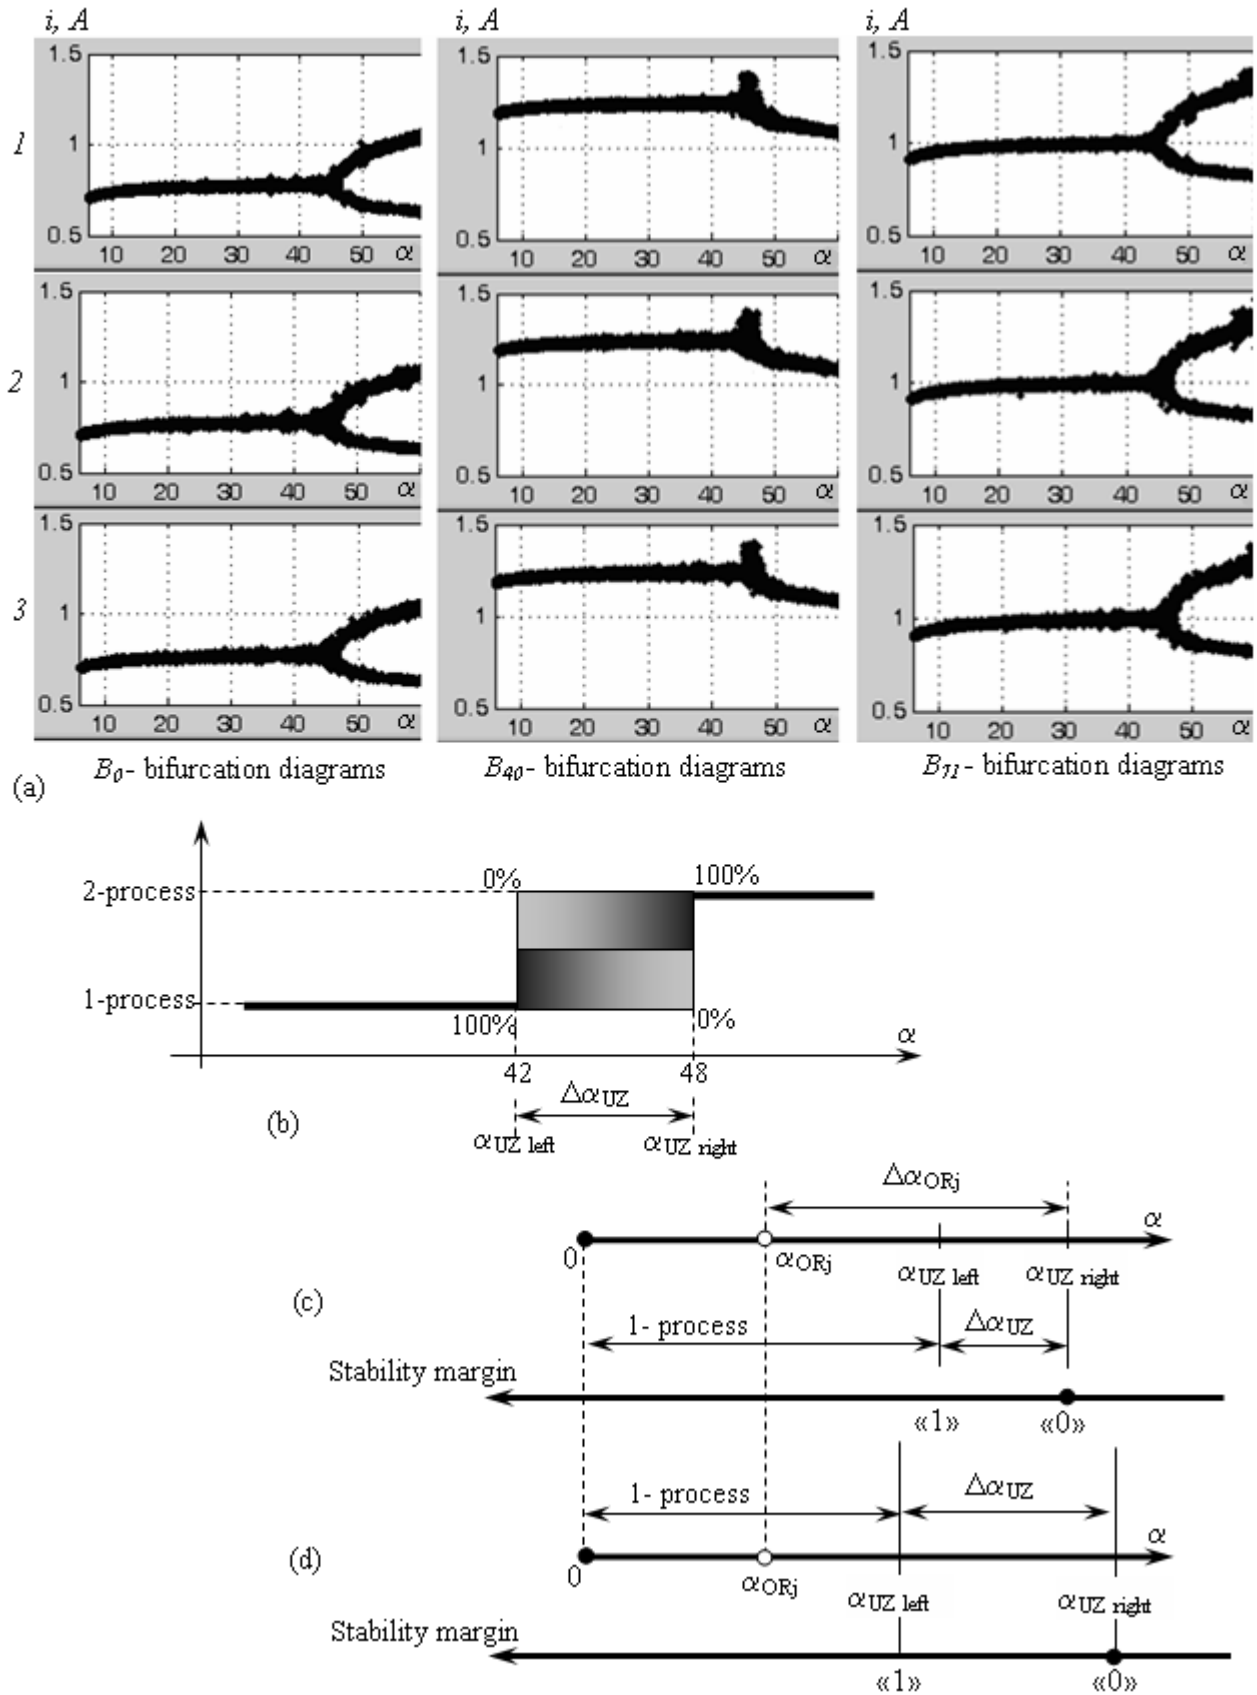 i, A i, A i, A
1
1.5 1 0.5 10 20 30 40 50 α
1.5 1 0.5 10 20 30 40 50 α
1.5 1 0.5 10 20 30 40 50 α
2
1.5 1 0.5 10 20 30 40 50 α
1.5 1 0.5 10 20 30 40 50 α
1.5 1 0.5 10 20 30 40 50 α
3
1.5 1 0.5 10 20 30 40 50 α
1.5 1 0.5 10 20 30 40 50 α
1.5 1 0.5 10 20 30 40 50 α
B0- bifurcation diagrams B40- bifurcation diagrams B71- bifurcation diagrams
(a)
2-process 0% 100%
1-process 100% 0%
α
42 48
ΔαUZ
(b)
αUZ left αUZ right
ΔαORj
α
0 αORj αUZ left αUZ right
(c)
1- process ΔαUZ
Stability margin
«1» «0»
1- process ΔαUZ
α
(d)
0 αORj αUZ left αUZ right
Stability margin
«1» «0»